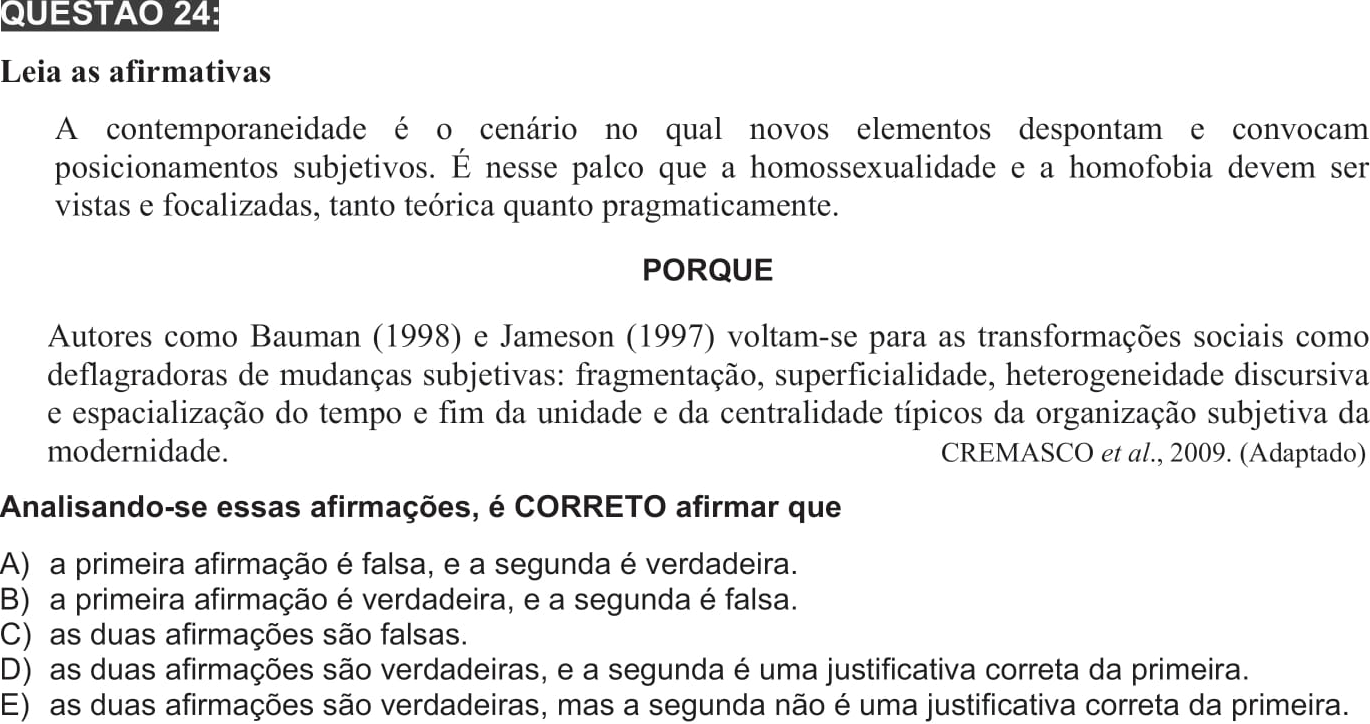 QUESTÃO 24:
Leia as afirmativas
A contemporaneidade é o cenário no qual novos elementos despontam e convocam
posicionamentos subjetivos. É nesse palco que a homossexualidade e a homofobia devem ser
vistas e focalizadas, tanto teórica quanto pragmaticamente.
PORQUE
Autores como Bauman (1998) e Jameson (1997) voltam-se para as transformações sociais como
deflagradoras de mudanças subjetivas: fragmentação, superficialidade, heterogeneidade discursiva
e espacialização do tempo e fim da unidade e da centralidade típicos da organização subjetiva da
modernidade. CREMASCO et al., 2009. (Adaptado)
Analisando-se essas afirmações, é CORRETO afirmar que
A) a primeira afirmação é falsa, e a segunda é verdadeira.
B) a primeira afirmação é verdadeira, e a segunda é falsa.
C) as duas afirmações são falsas.
D) as duas afirmações são verdadeiras, e a segunda é uma justificativa correta da primeira.
E) as duas afirmações são verdadeiras, mas a segunda não é uma justificativa correta da primeira.